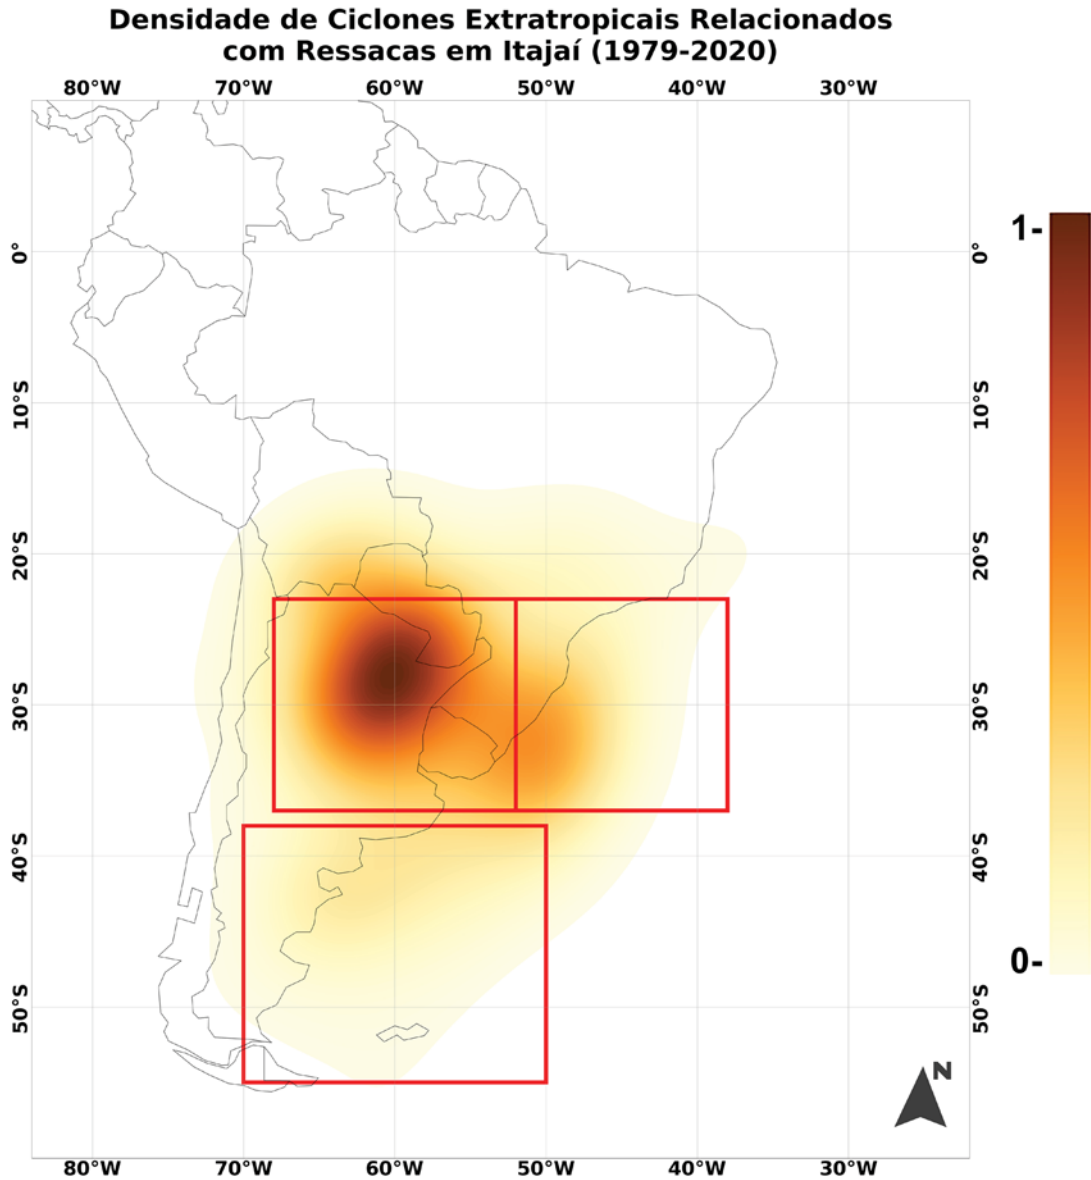 Densidade de Ciclones Extratropicais Relacionados
com Ressacas em Itajaí (1979-2020)
80°W 70°W 60°W 50°W 40°W 30°W
0° 0°
10°S 10°S
20°S 20°S
30°S 30°S
40°S 40°S
50°S 50°S
80°W 70°W 60°W 50°W 40°W 30°W
N
1-
0-